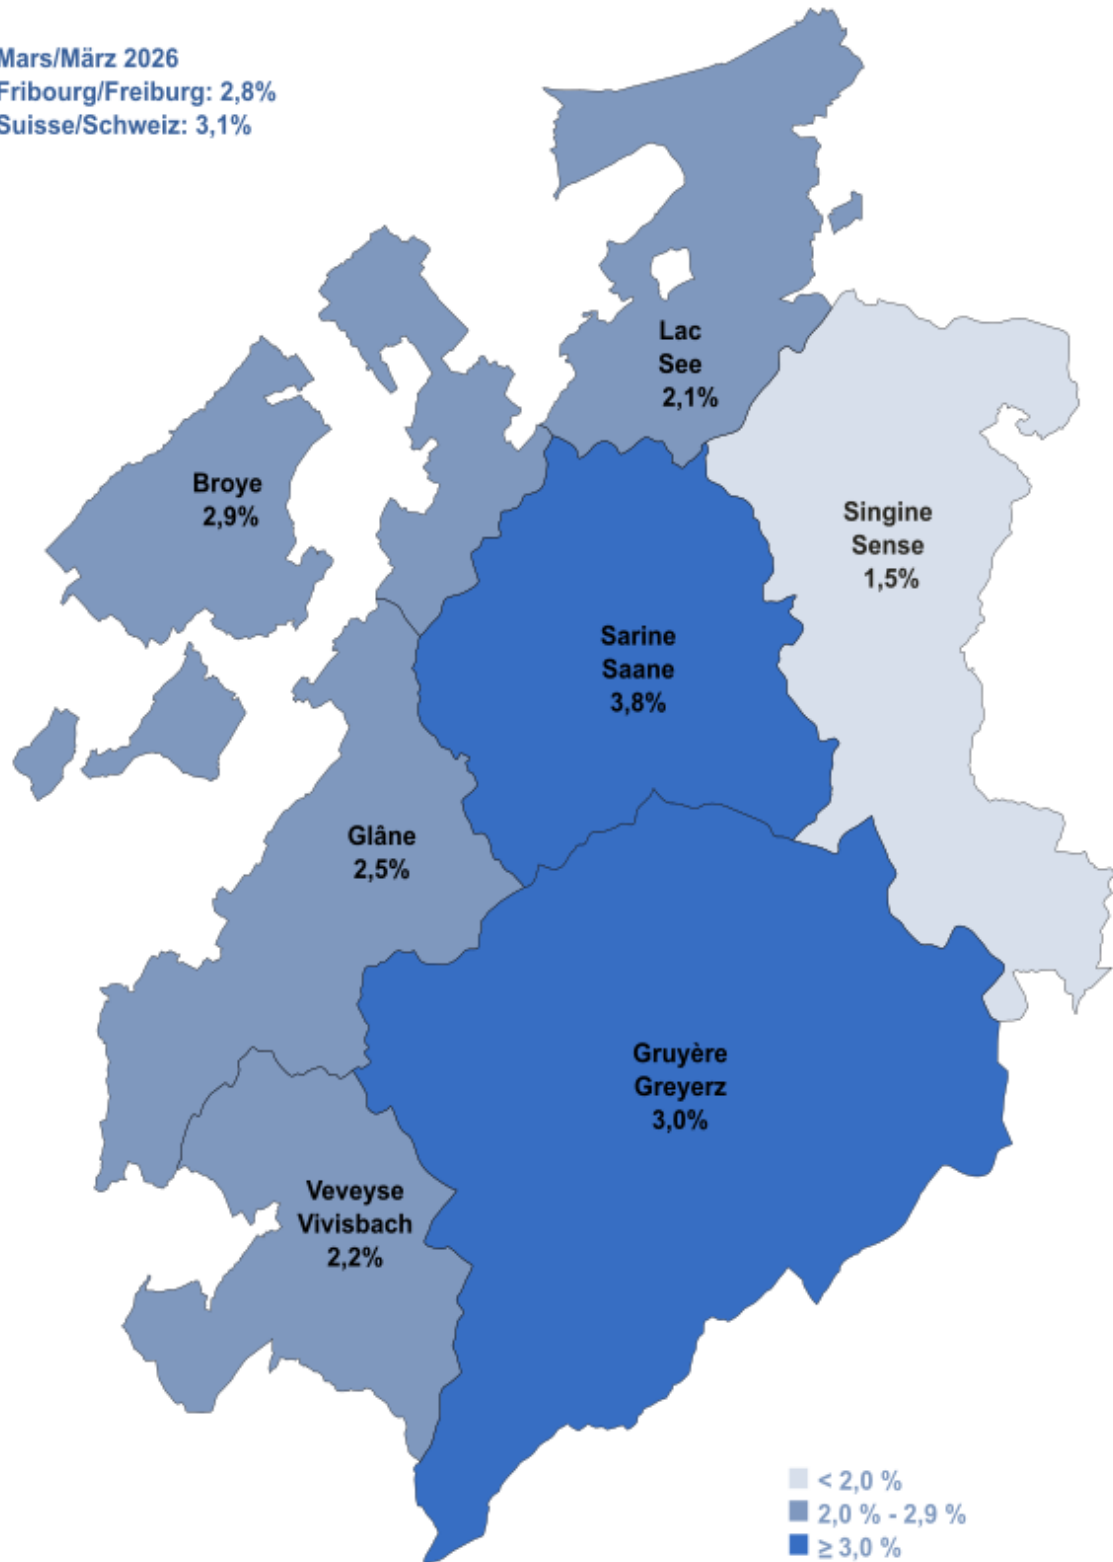 Mars/März 2026
Fribourg/Freiburg: 2,8%
Suisse/Schweiz: 3,1%
Lac
See
2,1%
Broye
2,9%
Singine
Sense
1,5%
Sarine
Saane
3,8%
Glâne
2,5%
Gruyère
Greyerz
3,0%
Veveyse
Vivisbach
2,2%
< 2,0 %
2,0 % - 2,9 %
≥ 3,0 %